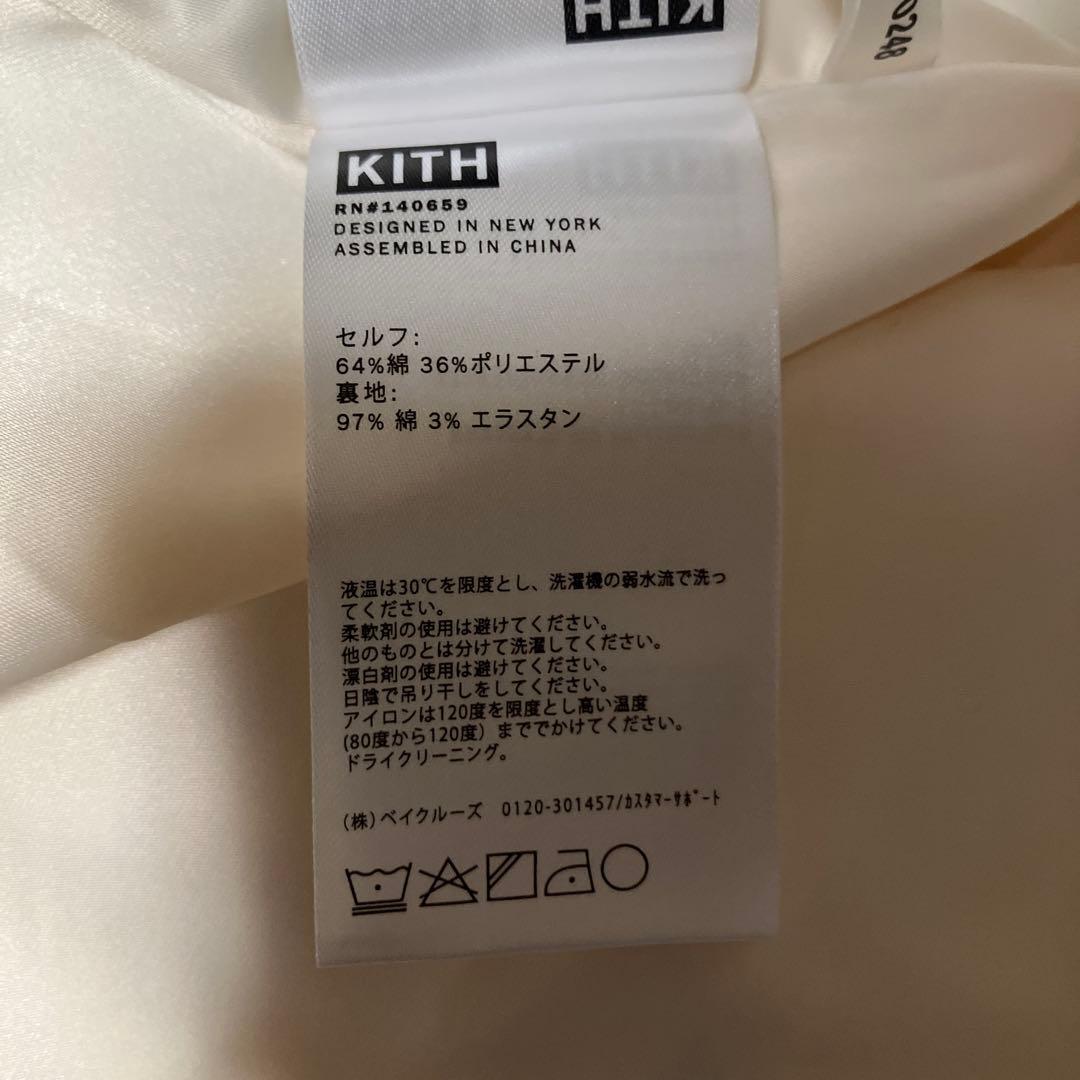 KITH
0248
KITH
RN#140659
DESIGNED IN NEW YORK
ASSEMBLED IN CHINA
セルフ:
64%綿 36%ポリエステル
裏地:
97% 綿 3% エラスタン
液温は30℃を限度とし、洗濯機の弱水流で洗っ
てください。
柔軟剤の使用は避けてください。
他のものとは分けて洗濯してください。
漂白剤の使用は避けてください。
日陰で吊り干しをしてください。
アイロンは120度を限度とし高い温度
(80度から120度）まででかけてください。
ドライクリーニング。
（株）ベイクルーズ 0120-301457/ｶｽﾀﾏｰｻﾎﾟｰﾄ